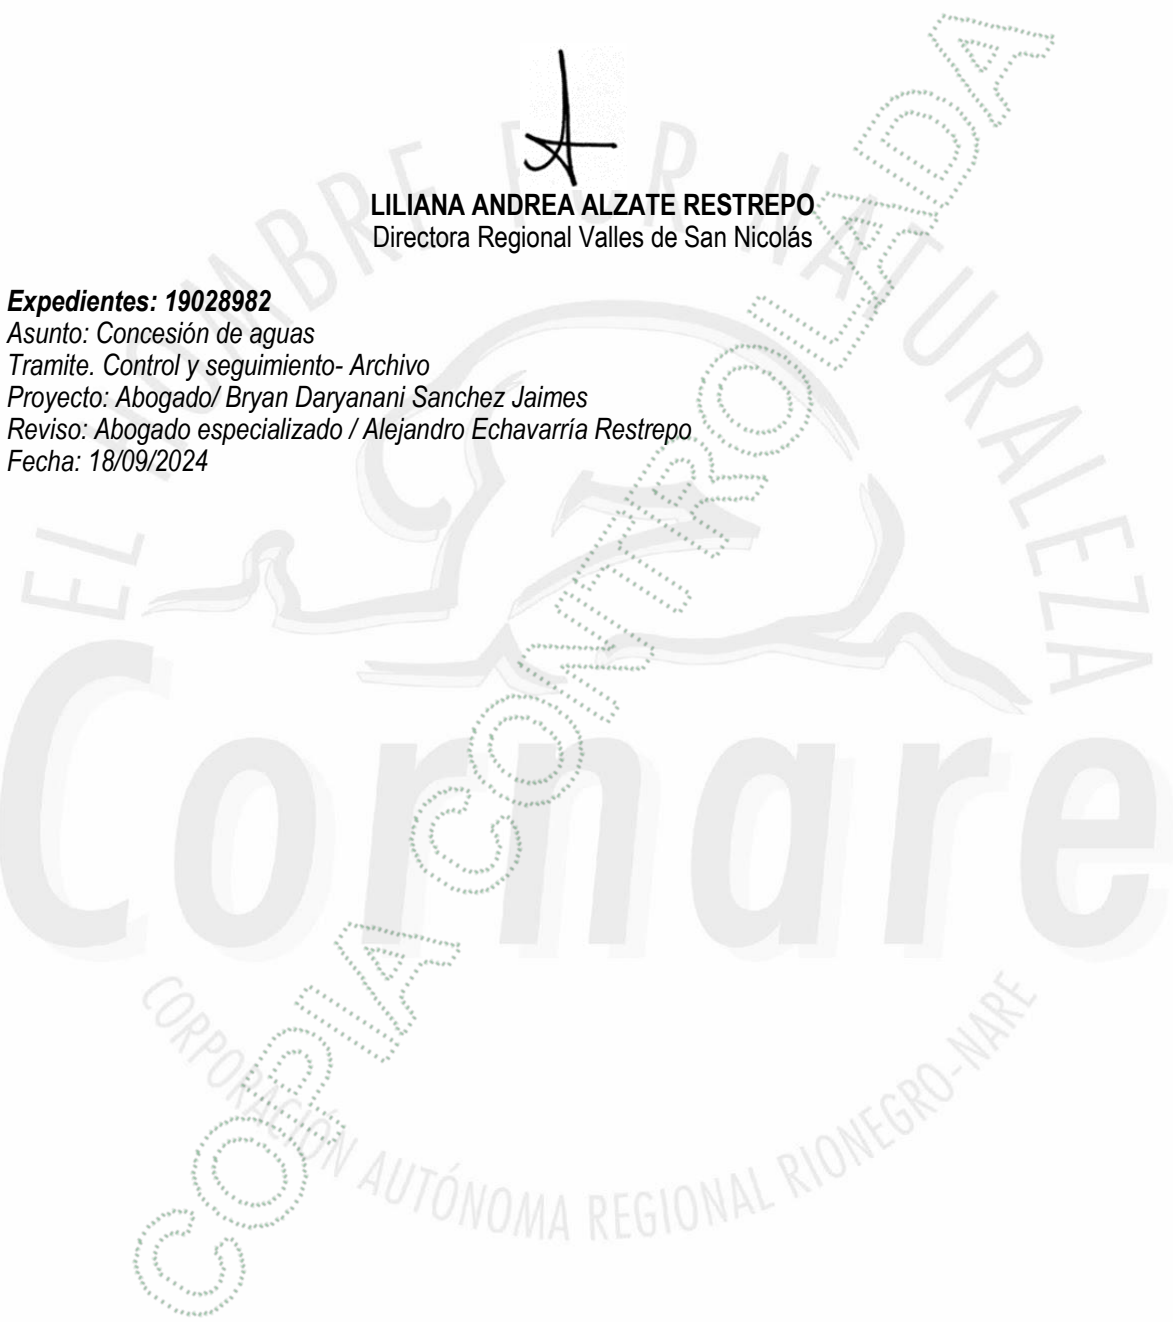 LILIANA ANDREA ALZATE RESTREPO
Directora Regional Valles de San Nicolás
Expedientes: 19028982
Asunto: Concesión de aguas
Tramite. Control y seguimiento- Archivo
Proyecto: Abogado/ Bryan Daryanani Sanchez Jaimes
Reviso: Abogado especializado / Alejandro Echavarría Restrepo
Fecha: 18/09/2024
EL HOMBRE POR NATURALEZA
Cornare
CORPORACIÓN AUTÓNOMA REGIONAL RIONEGRO-NARE
COPIA CONTROLADA